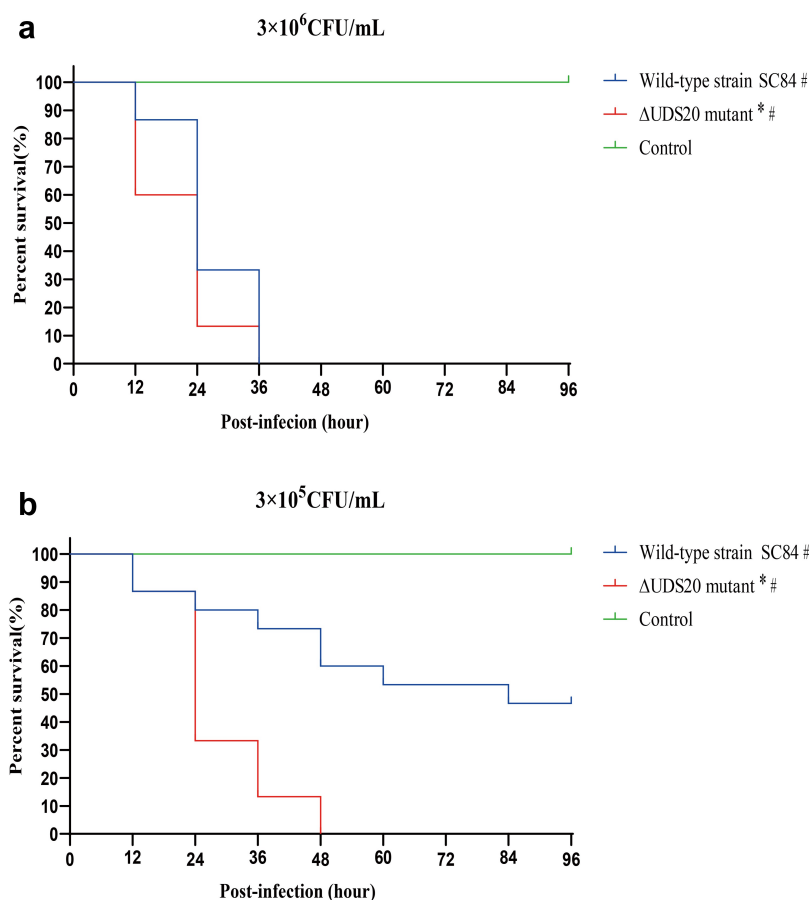 a
3×10⁶CFU/mL
100
90
80
70
60
50
40
30
20
10
0
Percent survival(%)
0 12 24 36 48 60 72 84 96
Post-infecion (hour)
Wild-type strain SC84 #
ΔUDS20 mutant * #
Control
b
3×10⁵CFU/mL
100
90
80
70
60
50
40
30
20
10
0
Percent survival(%)
0 12 24 36 48 60 72 84 96
Post-infection (hour)
Wild-type strain SC84 #
ΔUDS20 mutant * #
Control